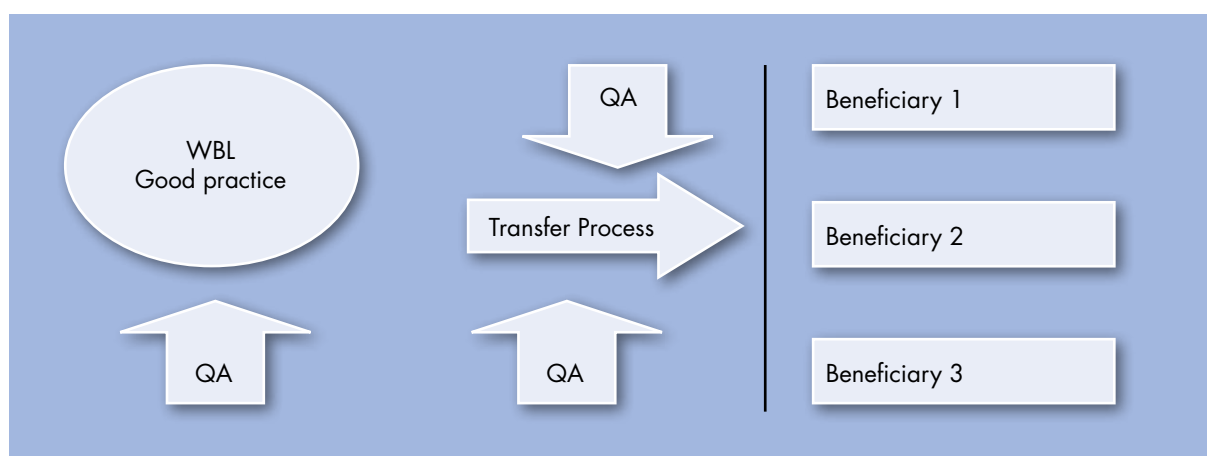 WBL
Good practice
QA
QA
Transfer Process
QA
Beneficiary 1
Beneficiary 2
Beneficiary 3